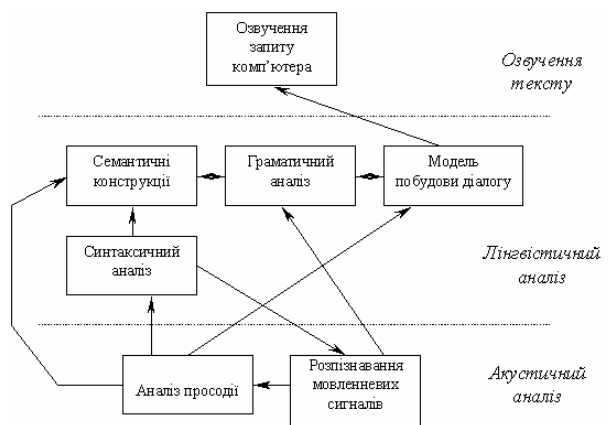 Озвучення
запиту
комп’ютера
Озвучення
тексту
Семантичні
конструкції
Граматичний
аналіз
Модель
побудови діалогу
Синтаксичний
аналіз
Лінгвістичний
аналіз
Аналіз просодії
Розпізнавання
мовленневих
сигналів
Акустичний
аналіз